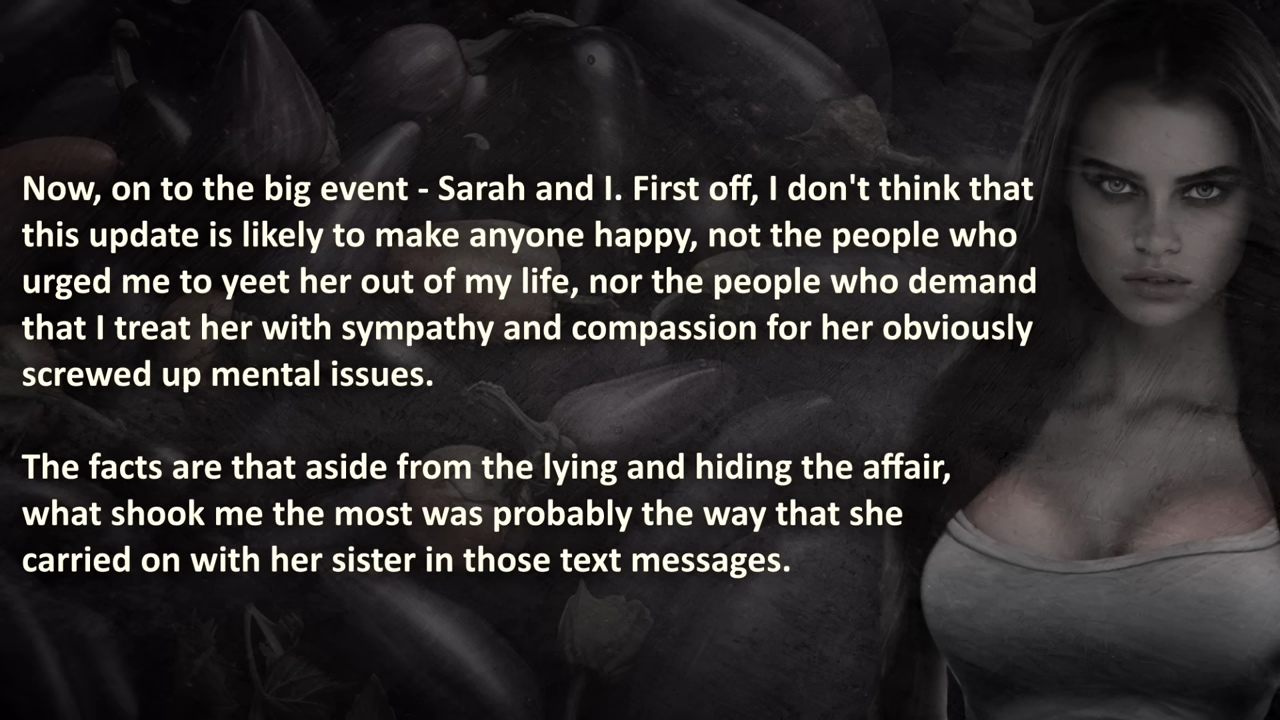 Now, on to the big event - Sarah and I. First off, I don't think that
this update is likely to make anyone happy, not the people who
urged me to yeet her out of my life, nor the people who demand
that I treat her with sympathy and compassion for her obviously
screwed up mental issues.
The facts are that aside from the lying and hiding the affair,
what shook me the most was probably the way that she
carried on with her sister in those text messages.